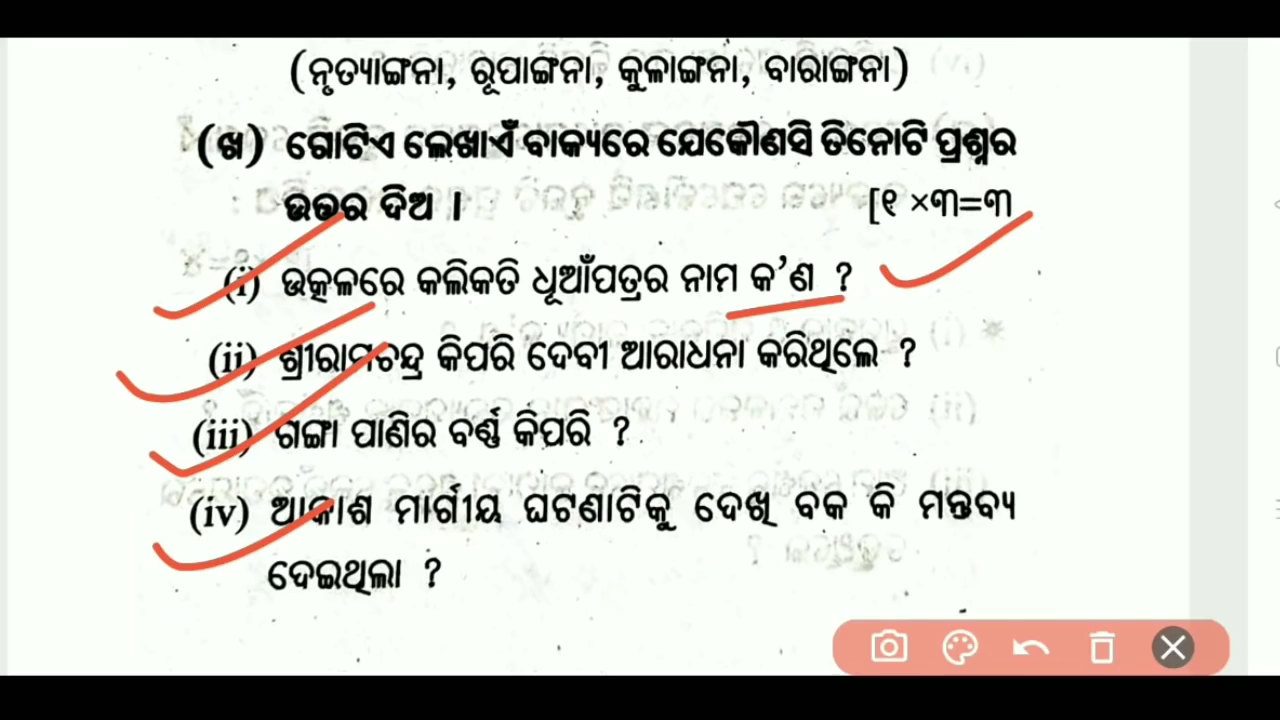 (ନୃତ୍ୟାଙ୍ଗନା, ରୂପାଙ୍ଗନା, କୁଳାଙ୍ଗନା, ବାରାଙ୍ଗନା)
(ଖ) ଗୋଟିଏ ଲେଖାଏଁ ବାକ୍ୟରେ ଯେକୌଣସି ତିନୋଟି ପ୍ରଶ୍ନର
ଉତ୍ତର ଦିଅ । [୧ ×୩=୩
(i) ଉତ୍କଳରେ କଲିକତି ଧୂଆଁପତ୍ରର ନାମ କ'ଣ ?
(ii) ଶ୍ରୀରାମଚନ୍ଦ୍ର କିପରି ଦେବୀ ଆରାଧନା କରିଥିଲେ ?
(iii) ଗଙ୍ଗା ପାଣିର ବର୍ଣ୍ଣ କିପରି ?
(iv) ଆକାଶ ମାର୍ଗୀୟ ଘଟଣାଟିକୁ ଦେଖି ବକ କି ମନ୍ତବ୍ୟ
ଦେଇଥିଲା ?